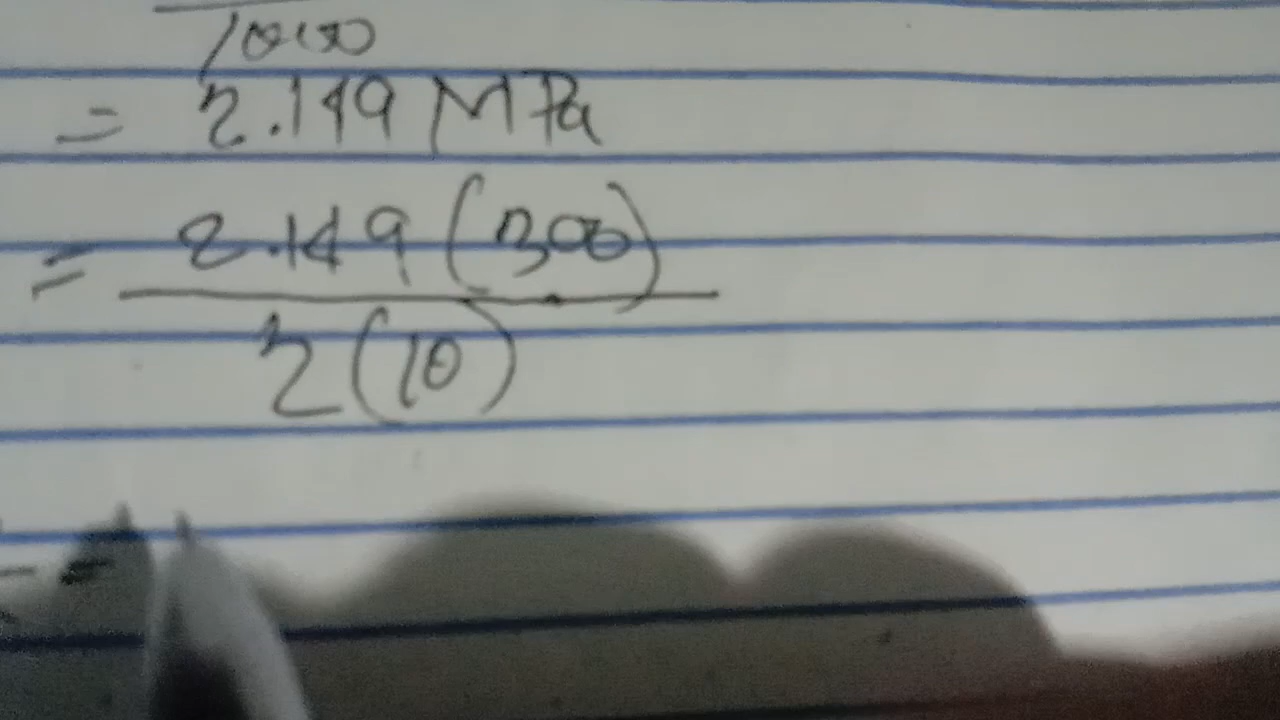 1000
= 2.149 MPa
= 2.149 (300)
2 (10)
=